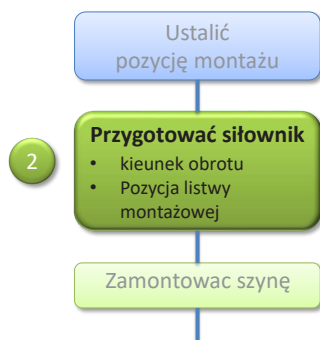 Ustalić
pozycję montażu
Przygotować siłownik
2
• kieunek obrotu
• Pozycja listwy
montażowej
Zamontowac szynę